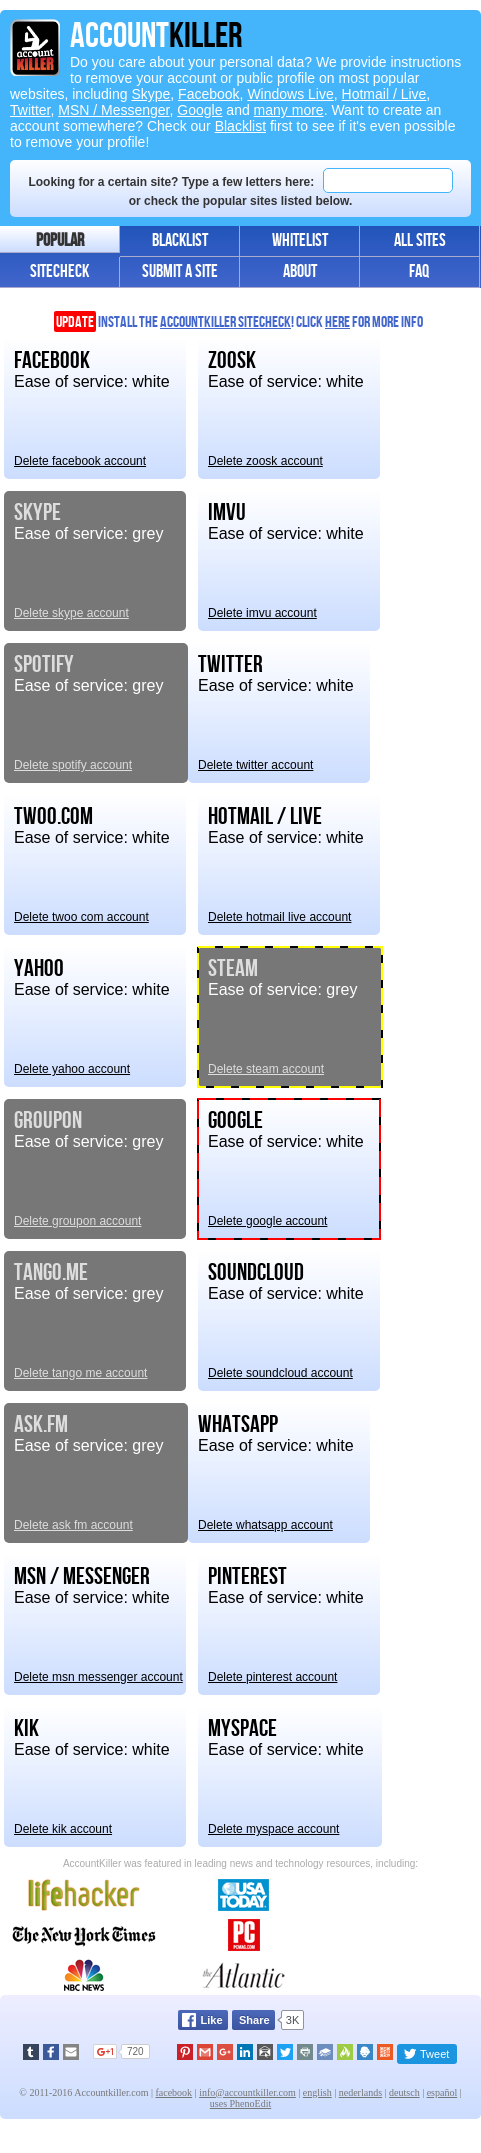 ACCOUNTKILLER
account
KILLER
Do you care about your personal data? We provide instructions
to remove your account or public profile on most popular
websites, including Skype, Facebook, Windows Live, Hotmail / Live,
Twitter, MSN / Messenger, Google and many more. Want to create an
account somewhere? Check our Blacklist first to see if it's even possible
to remove your profile!
Looking for a certain site? Type a few letters here:
or check the popular sites listed below.
POPULAR BLACKLIST WHITELIST ALL SITES
SITECHECK SUBMIT A SITE ABOUT FAQ
UPDATE INSTALL THE ACCOUNTKILLER SITECHECK! CLICK HERE FOR MORE INFO
FACEBOOK ZOOSK
Ease of service: white Ease of service: white
Delete facebook account Delete zoosk account
SKYPE IMVU
Ease of service: grey Ease of service: white
Delete skype account Delete imvu account
SPOTIFY TWITTER
Ease of service: grey Ease of service: white
Delete spotify account Delete twitter account
TWOO.COM HOTMAIL / LIVE
Ease of service: white Ease of service: white
Delete twoo com account Delete hotmail live account
YAHOO STEAM
Ease of service: white Ease of service: grey
Delete yahoo account Delete steam account
GROUPON GOOGLE
Ease of service: grey Ease of service: white
Delete groupon account Delete google account
TANGO.ME SOUNDCLOUD
Ease of service: grey Ease of service: white
Delete tango me account Delete soundcloud account
ASK.FM WHATSAPP
Ease of service: grey Ease of service: white
Delete ask fm account Delete whatsapp account
MSN / MESSENGER PINTEREST
Ease of service: white Ease of service: white
Delete msn messenger account Delete pinterest account
KIK MYSPACE
Ease of service: white Ease of service: white
Delete kik account Delete myspace account
AccountKiller was featured in leading news and technology resources, including:
lifehacker USA TODAY
The New York Times PC PCMAG.COM
NBC NEWS the Atlantic
Like Share 3K
G+1 720 Tweet
© 2011-2016 Accountkiller.com | facebook | info@accountkiller.com | english | nederlands | deutsch | español |
uses PhenoEdit